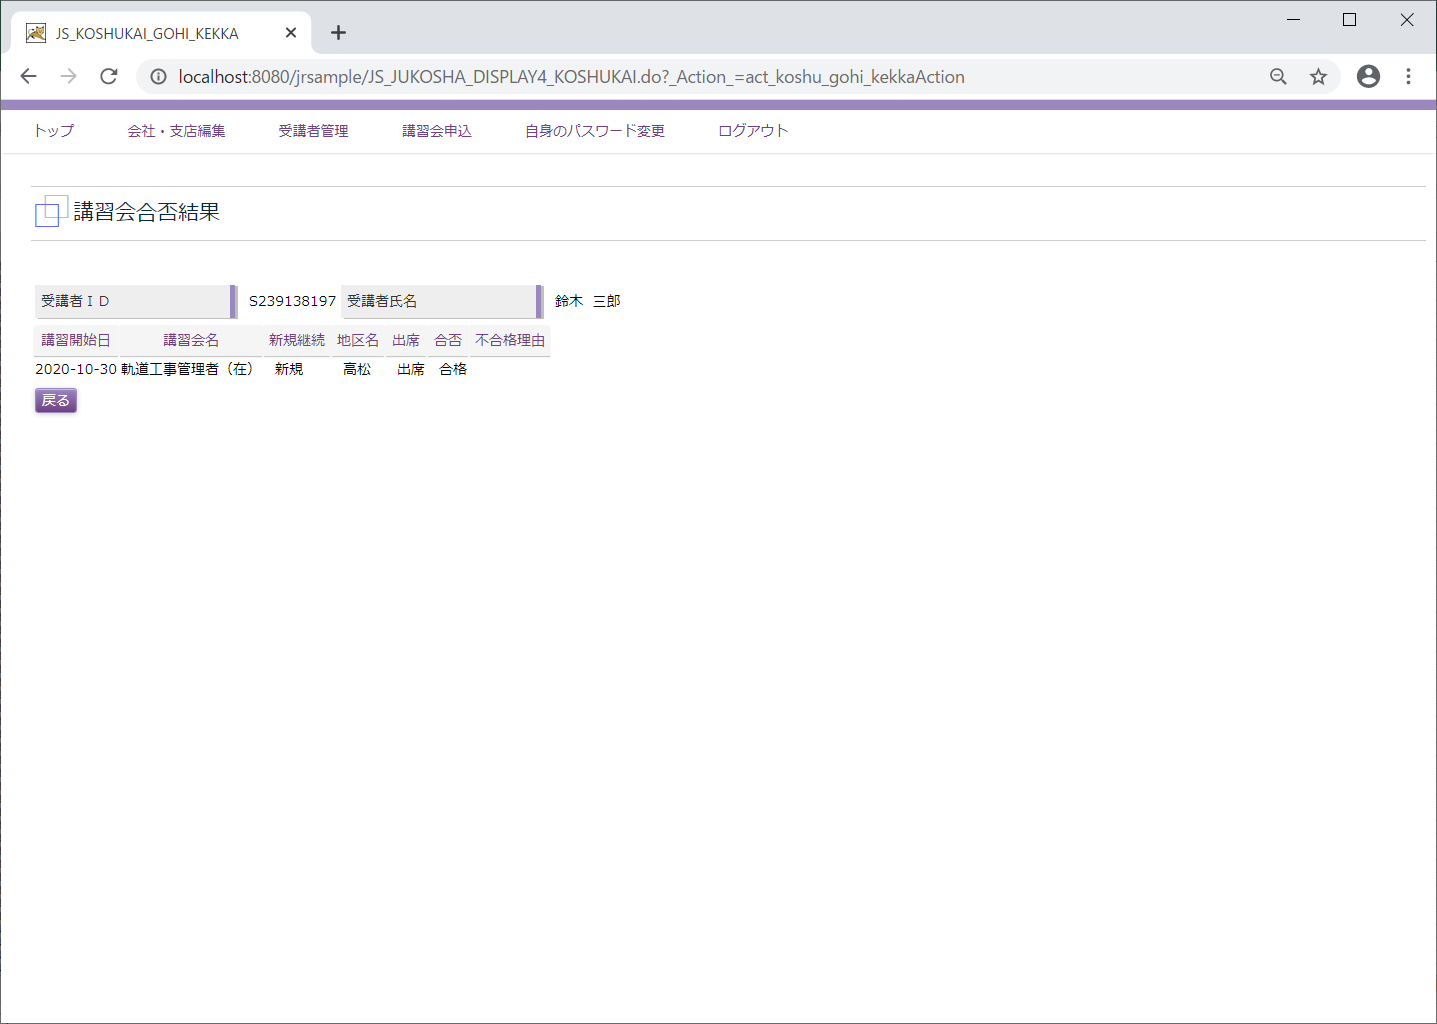 JS_KOSHUKAI_GOHI_KEKKA
localhost:8080/jrsample/JS_JUKOSHA_DISPLAY4_KOSHUKAI.do?_Action_=act_koshu_gohi_kekkaAction
トップ 会社・支店編集 受講者管理 講習会申込 自身のパスワード変更 ログアウト
講習会合否結果
受講者ＩＤ S239138197 受講者氏名 鈴木 三郎
講習開始日 講習会名 新規継続 地区名 出席 合否 不合格理由
2020-10-30 軌道工事管理者（在） 新規 高松 出席 合格
戻る